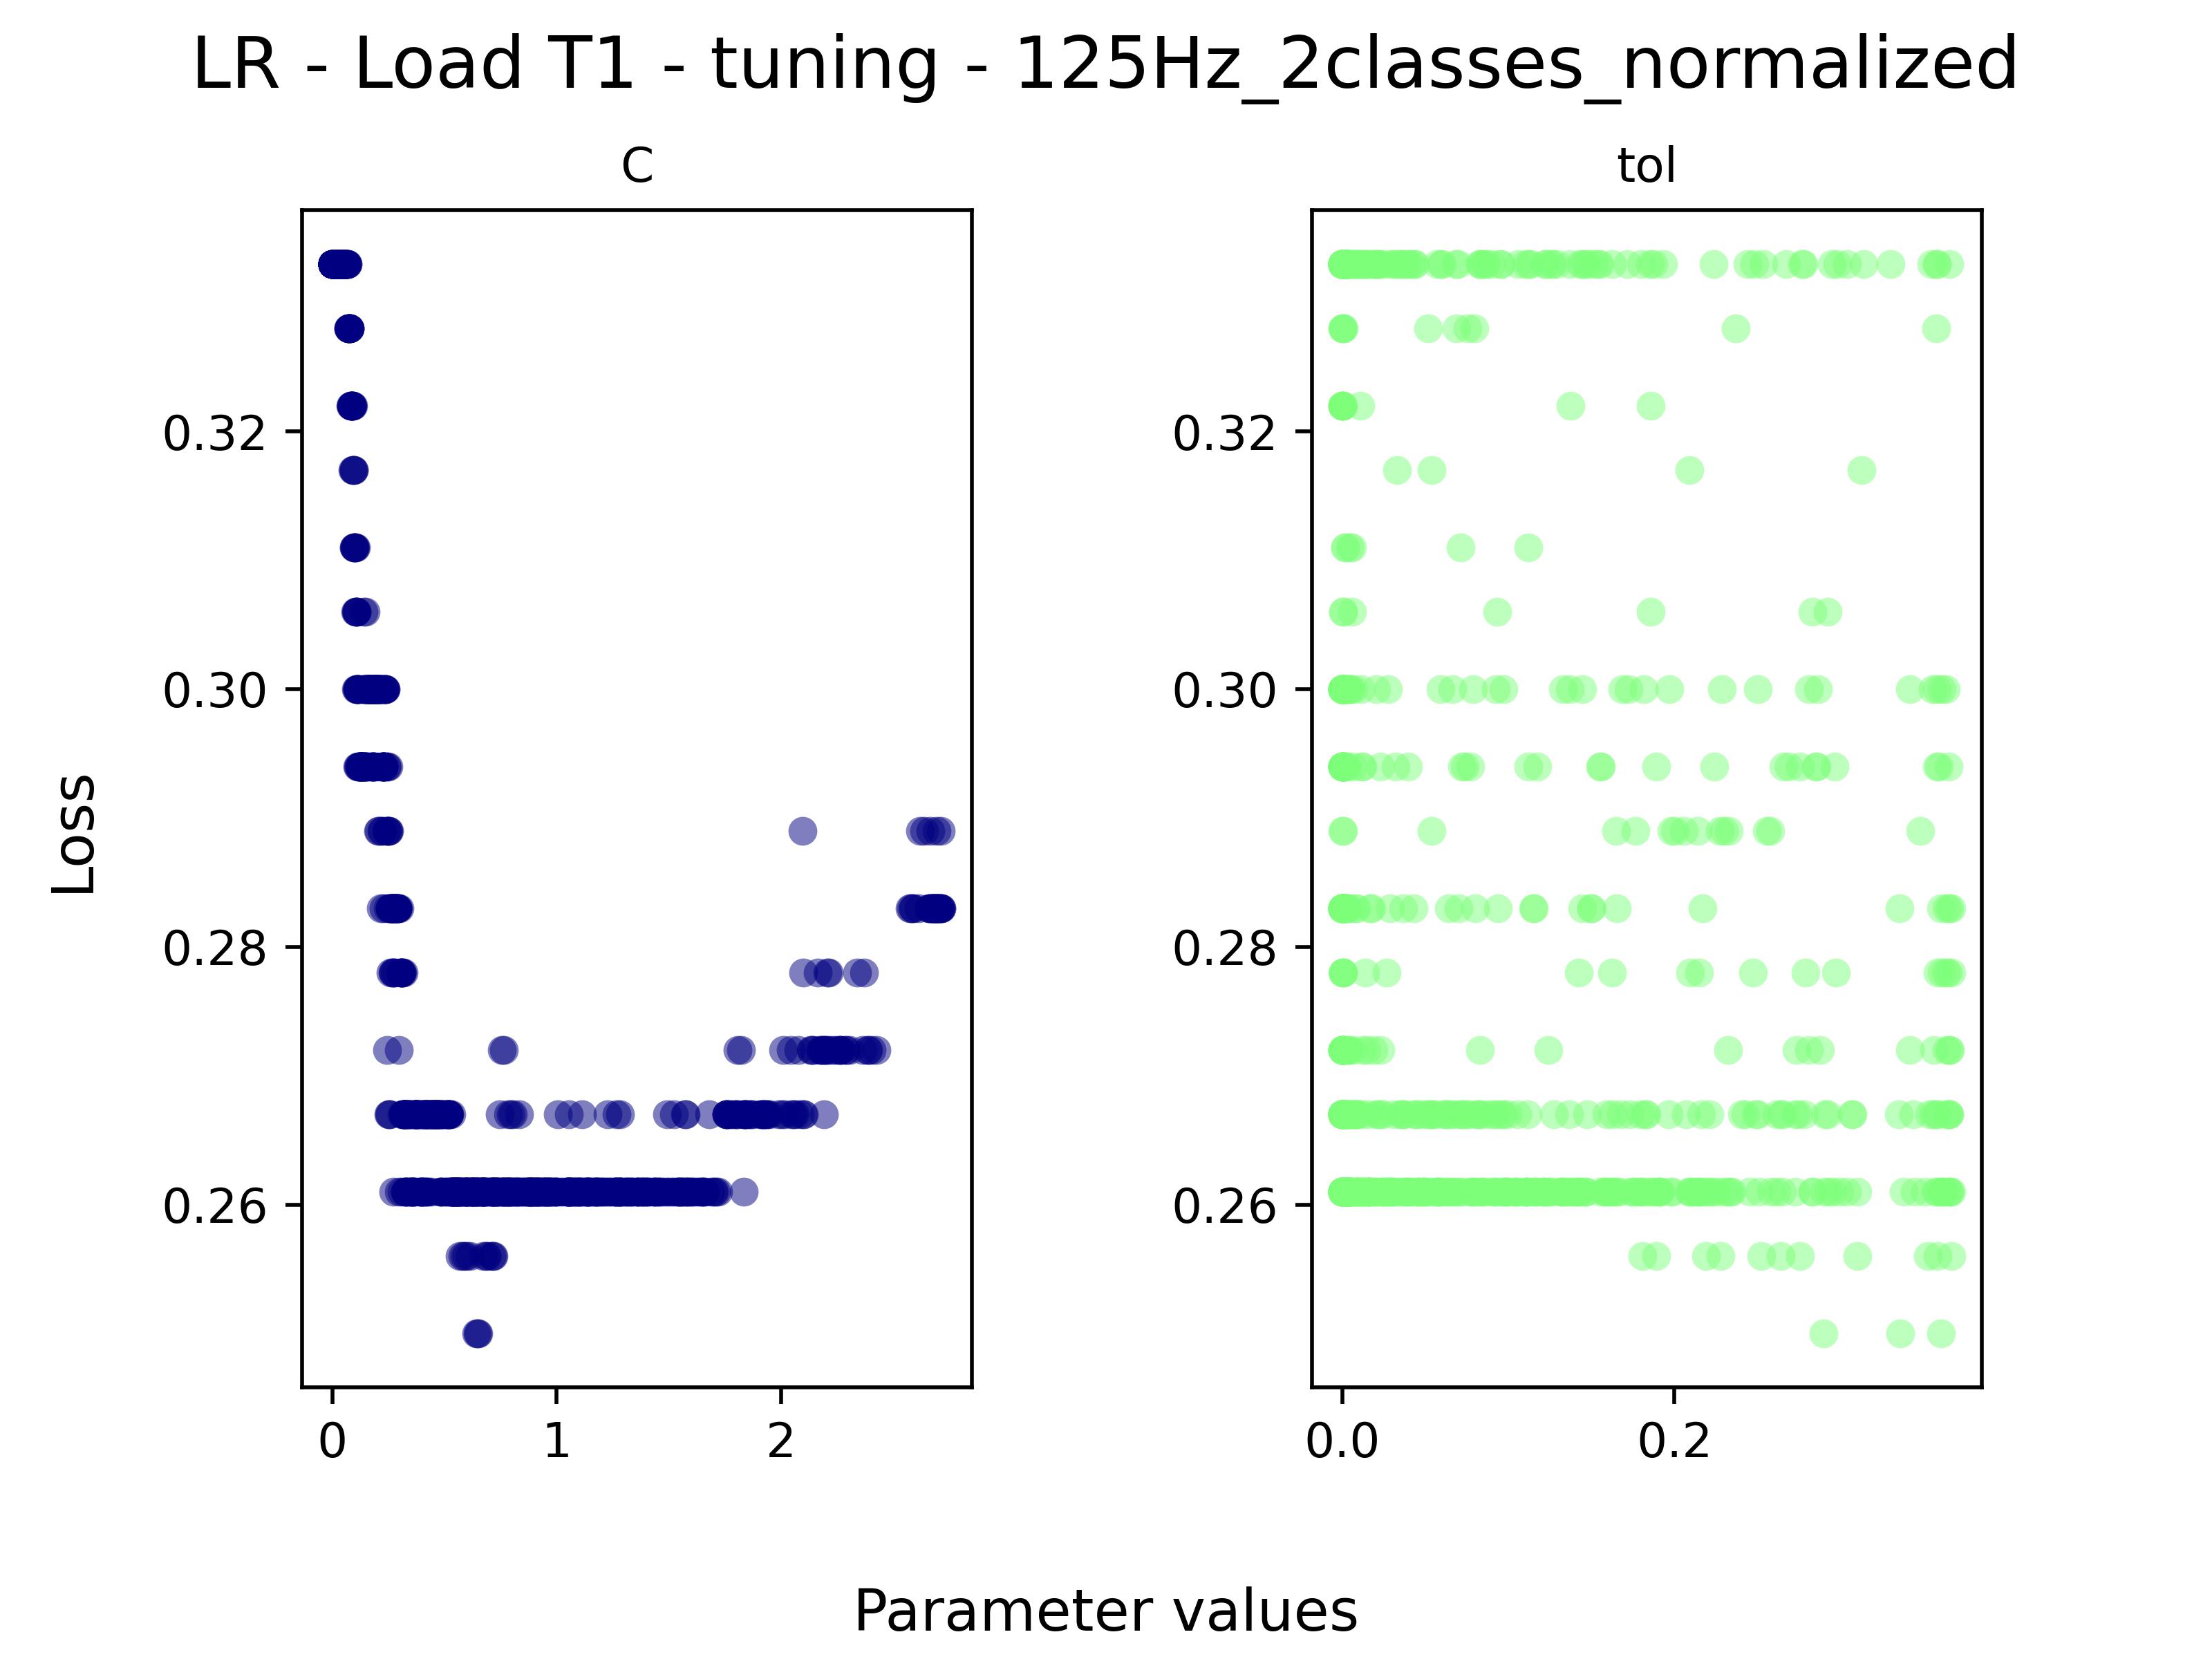 LR - Load T1 - tuning - 125Hz_2classes_normalized
C
tol
Loss
0.32
0.30
0.28
0.26
0
1
2
0.32
0.30
0.28
0.26
0.0
0.2
Parameter values